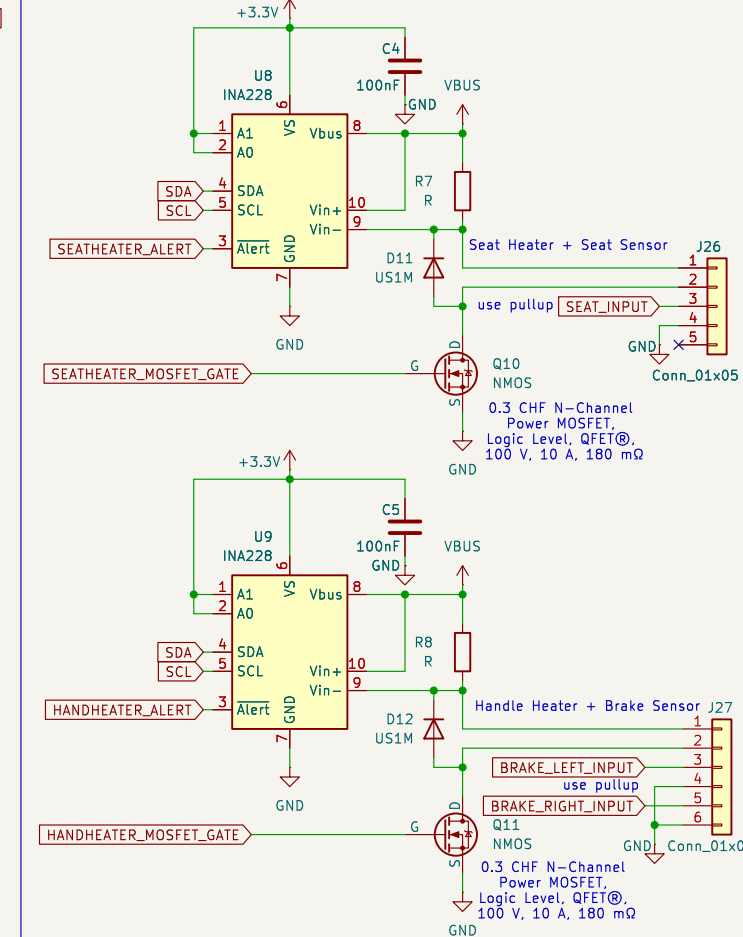 +3.3V
C4
100nF
GND
VBUS
U8
INA228
6
VS
1 A1
Vbus 8
2 A0
SDA 4 SDA
SCL 5 SCL
Vin+ 10
Vin- 9
SEATHEATER_ALERT 3 Alert
GND
7
GND
R7
R
D11
US1M
Seat Heater + Seat Sensor
J26
1
2
use pullup SEAT_INPUT 3
4
GND 5
Conn_01x05
SEATHEATER_MOSFET_GATE G
D
S
Q10
NMOS
0.3 CHF N-Channel
Power MOSFET,
Logic Level, QFET®,
100 V, 10 A, 180 mΩ
GND
+3.3V
C5
100nF
GND
VBUS
U9
INA228
6
VS
1 A1
Vbus 8
2 A0
SDA 4 SDA
SCL 5 SCL
Vin+ 10
Vin- 9
HANDHEATER_ALERT 3 Alert
GND
7
GND
R8
R
D12
US1M
Handle Heater + Brake Sensor
J27
1
2
BRAKE_LEFT_INPUT 3
use pullup 4
BRAKE_RIGHT_INPUT 5
6
GND
Conn_01x0
HANDHEATER_MOSFET_GATE G
D
S
Q11
NMOS
0.3 CHF N-Channel
Power MOSFET,
Logic Level, QFET®,
100 V, 10 A, 180 mΩ
GND